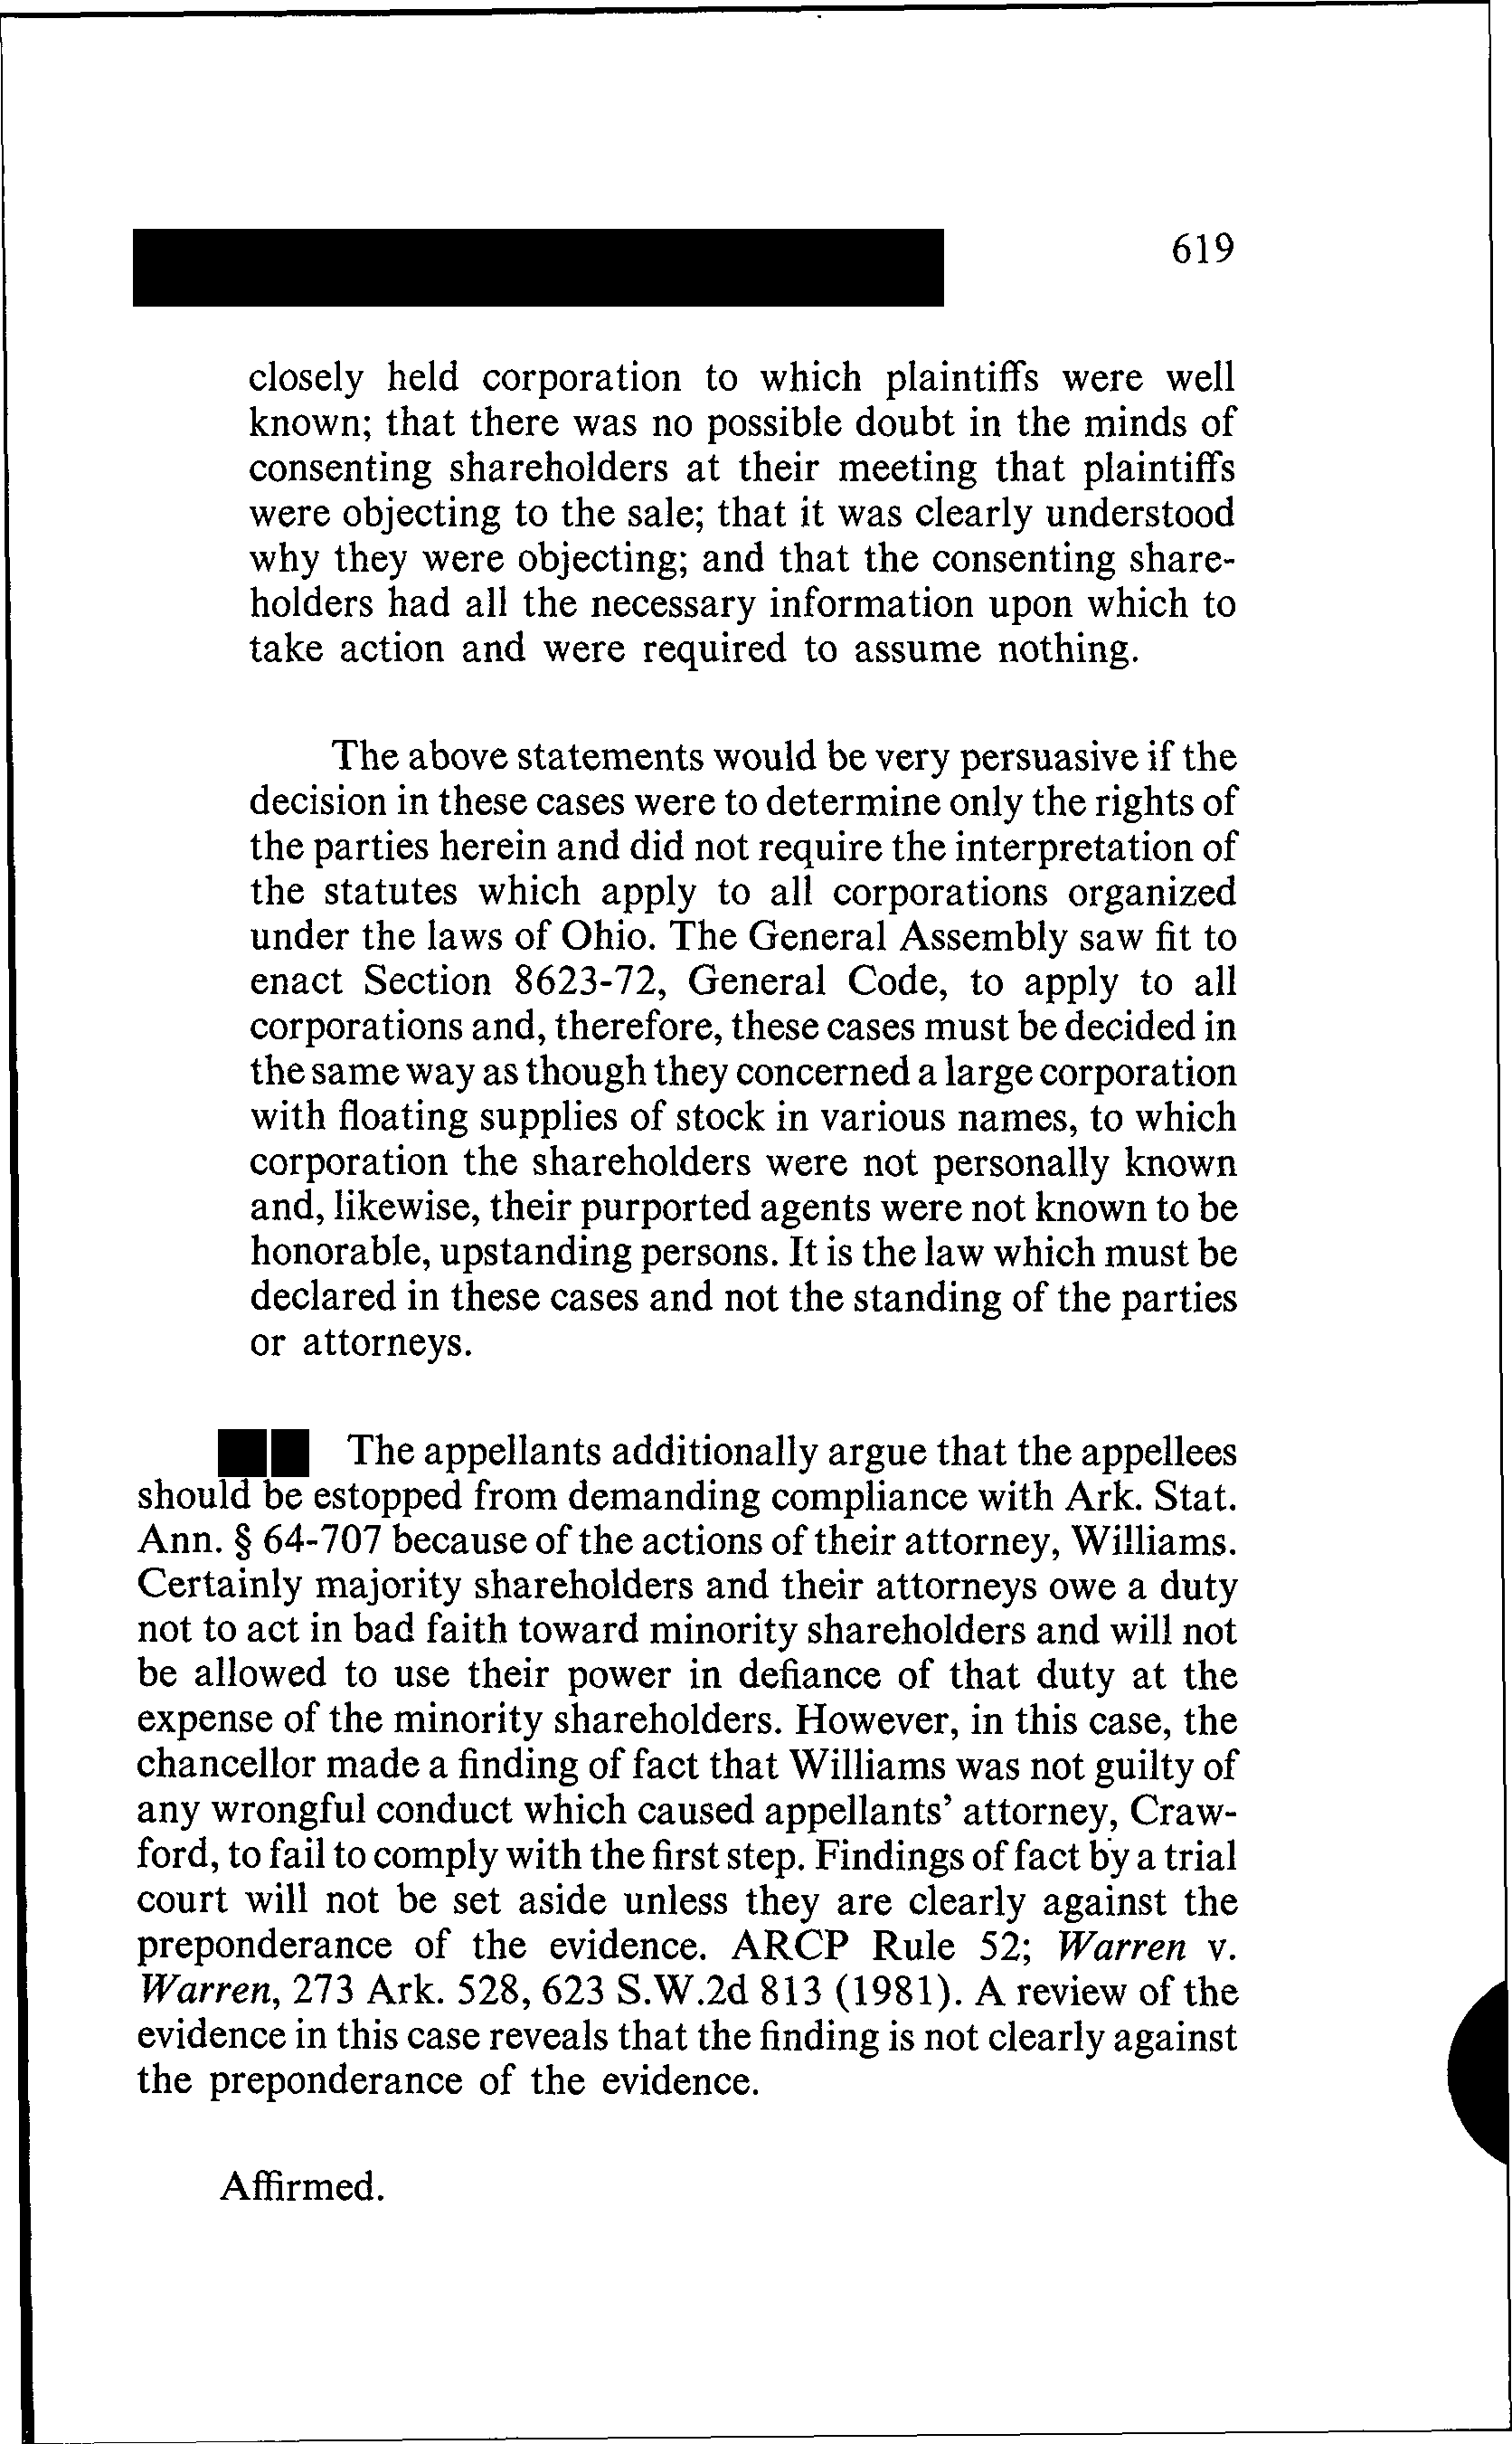 619
closely held corporation to which plaintiffs were well
known; that there was no possible doubt in the minds of
consenting shareholders at their meeting that plaintiffs
were objecting to the sale; that it was clearly understood
why they were objecting; and that the consenting share-
holders had all the necessary information upon which to
take action and were required to assume nothing.
The above statements would be very persuasive if the
decision in these cases were to determine only the rights of
the parties herein and did not require the interpretation of
the statutes which apply to all corporations organized
under the laws of Ohio. The General Assembly saw fit to
enact Section 8623-72, General Code, to apply to all
corporations and, therefore, these cases must be decided in
the same way as though they concerned a large corporation
with floating supplies of stock in various names, to which
corporation the shareholders were not personally known
and, likewise, their purported agents were not known to be
honorable, upstanding persons. It is the law which must be
declared in these cases and not the standing of the parties
or attorneys.
The appellants additionally argue that the appellees
should be estopped from demanding compliance with Ark. Stat.
Ann. § 64-707 because of the actions of their attorney, Williams.
Certainly majority shareholders and their attorneys owe a duty
not to act in bad faith toward minority shareholders and will not
be allowed to use their power in defiance of that duty at the
expense of the minority shareholders. However, in this case, the
chancellor made a finding of fact that Williams was not guilty of
any wrongful conduct which caused appellants' attorney, Craw-
ford, to fail to comply with the first step. Findings of fact by a trial
court will not be set aside unless they are clearly against the
preponderance of the evidence. ARCP Rule 52; Warren v.
Warren, 273 Ark. 528, 623 S.W.2d 813 (1981). A review of the
evidence in this case reveals that the finding is not clearly against
the preponderance of the evidence.
Affirmed.